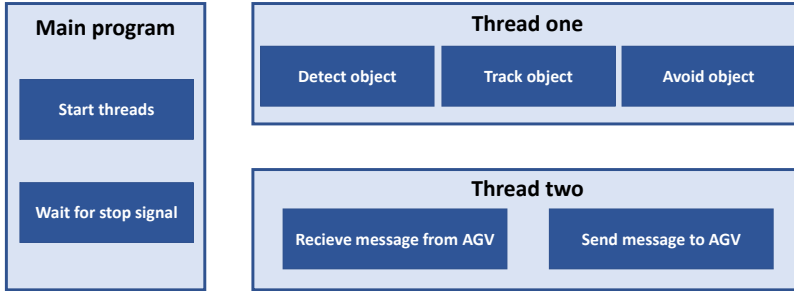 Main program
Start threads
Wait for stop signal
Thread one
Detect object
Track object
Avoid object
Thread two
Recieve message from AGV
Send message to AGV